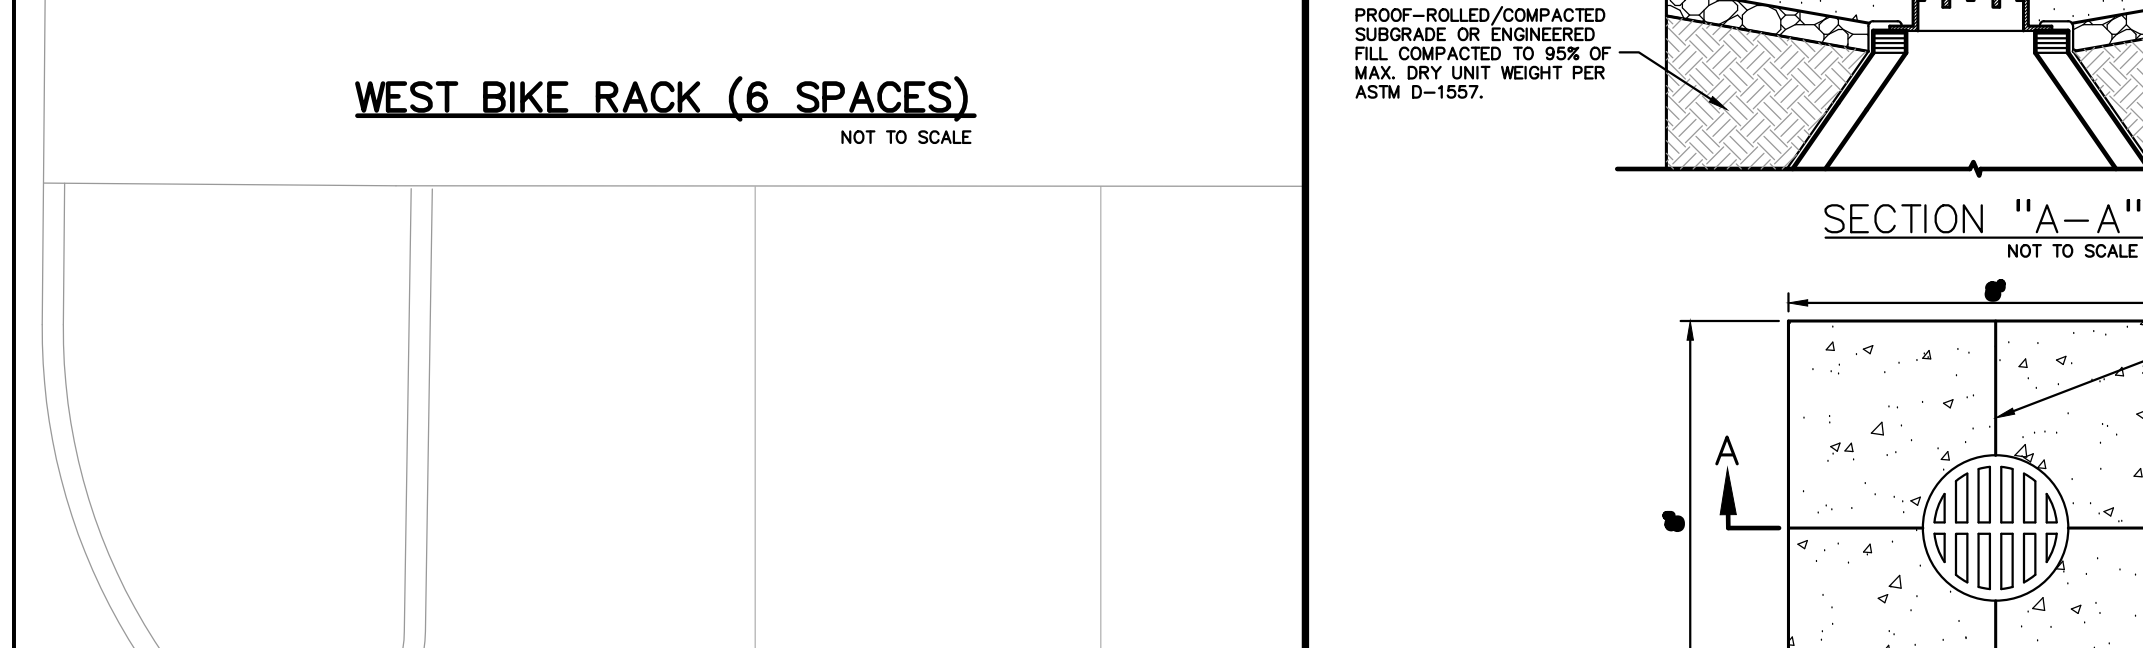 WEST BIKE RACK (6 SPACES)
NOT TO SCALE
PROOF-ROLLED/COMPACTED
SUBGRADE OR ENGINEERED
FILL COMPACTED TO 95% OF
MAX. DRY UNIT WEIGHT PER
ASTM D-1557.
SECTION "A-A"
NOT TO SCALE
A